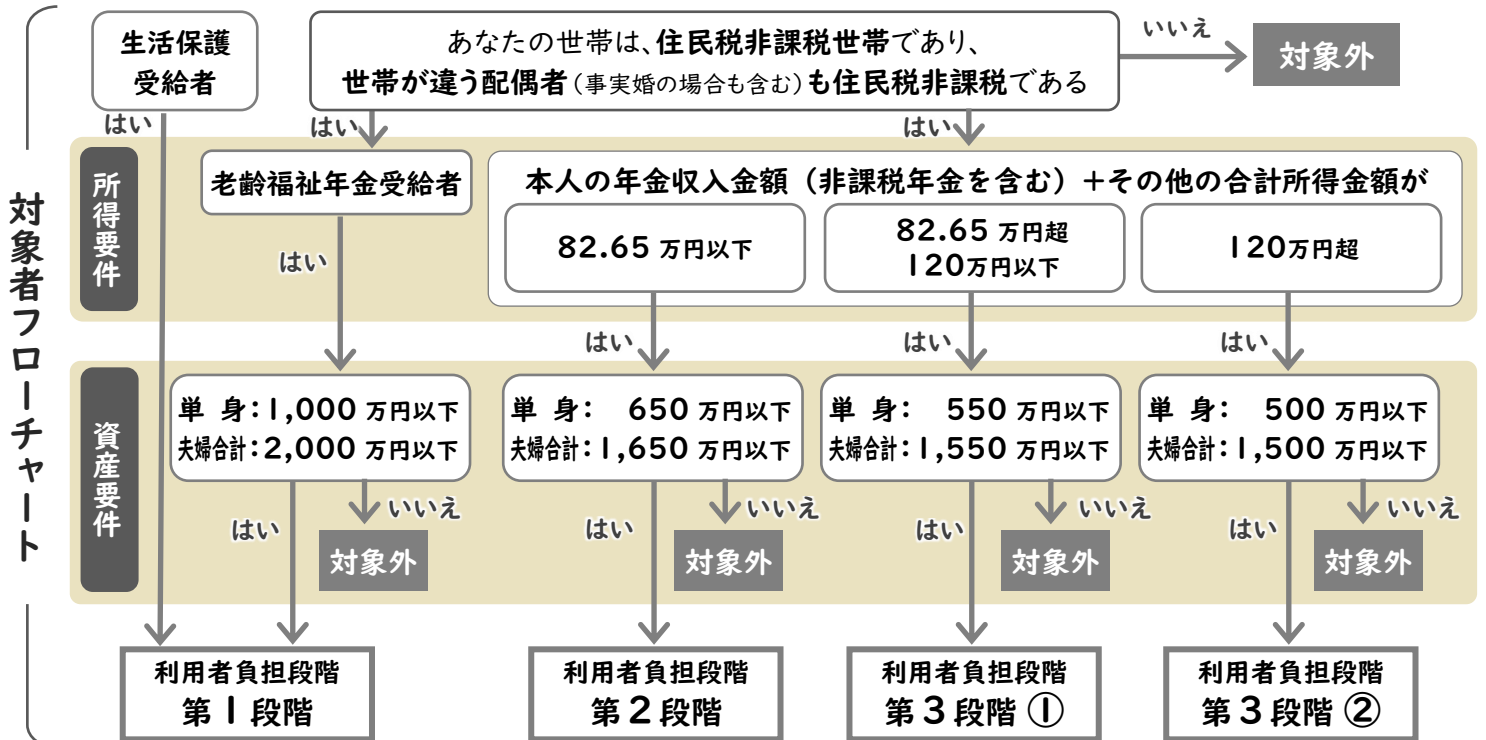 対象者フローチャート
生活保護
受給者
あなたの世帯は、住民税非課税世帯であり、
世帯が違う配偶者（事実婚の場合も含む）も住民税非課税である
いいえ
対象外
はい
はい
はい
所得要件
老齢福祉年金受給者
本人の年金収入金額（非課税年金を含む）＋その他の合計所得金額が
82.65 万円以下
82.65 万円超
120万円以下
120万円超
はい
はい
はい
はい
資産要件
単 身：1,000 万円以下
夫婦合計：2,000 万円以下
単 身： 650 万円以下
夫婦合計：1,650 万円以下
単 身： 550 万円以下
夫婦合計：1,550 万円以下
単 身： 500 万円以下
夫婦合計：1,500 万円以下
はい
いいえ
対象外
はい
いいえ
対象外
はい
いいえ
対象外
はい
いいえ
対象外
利用者負担段階
第１段階
利用者負担段階
第２段階
利用者負担段階
第３段階 ①
利用者負担段階
第３段階 ②